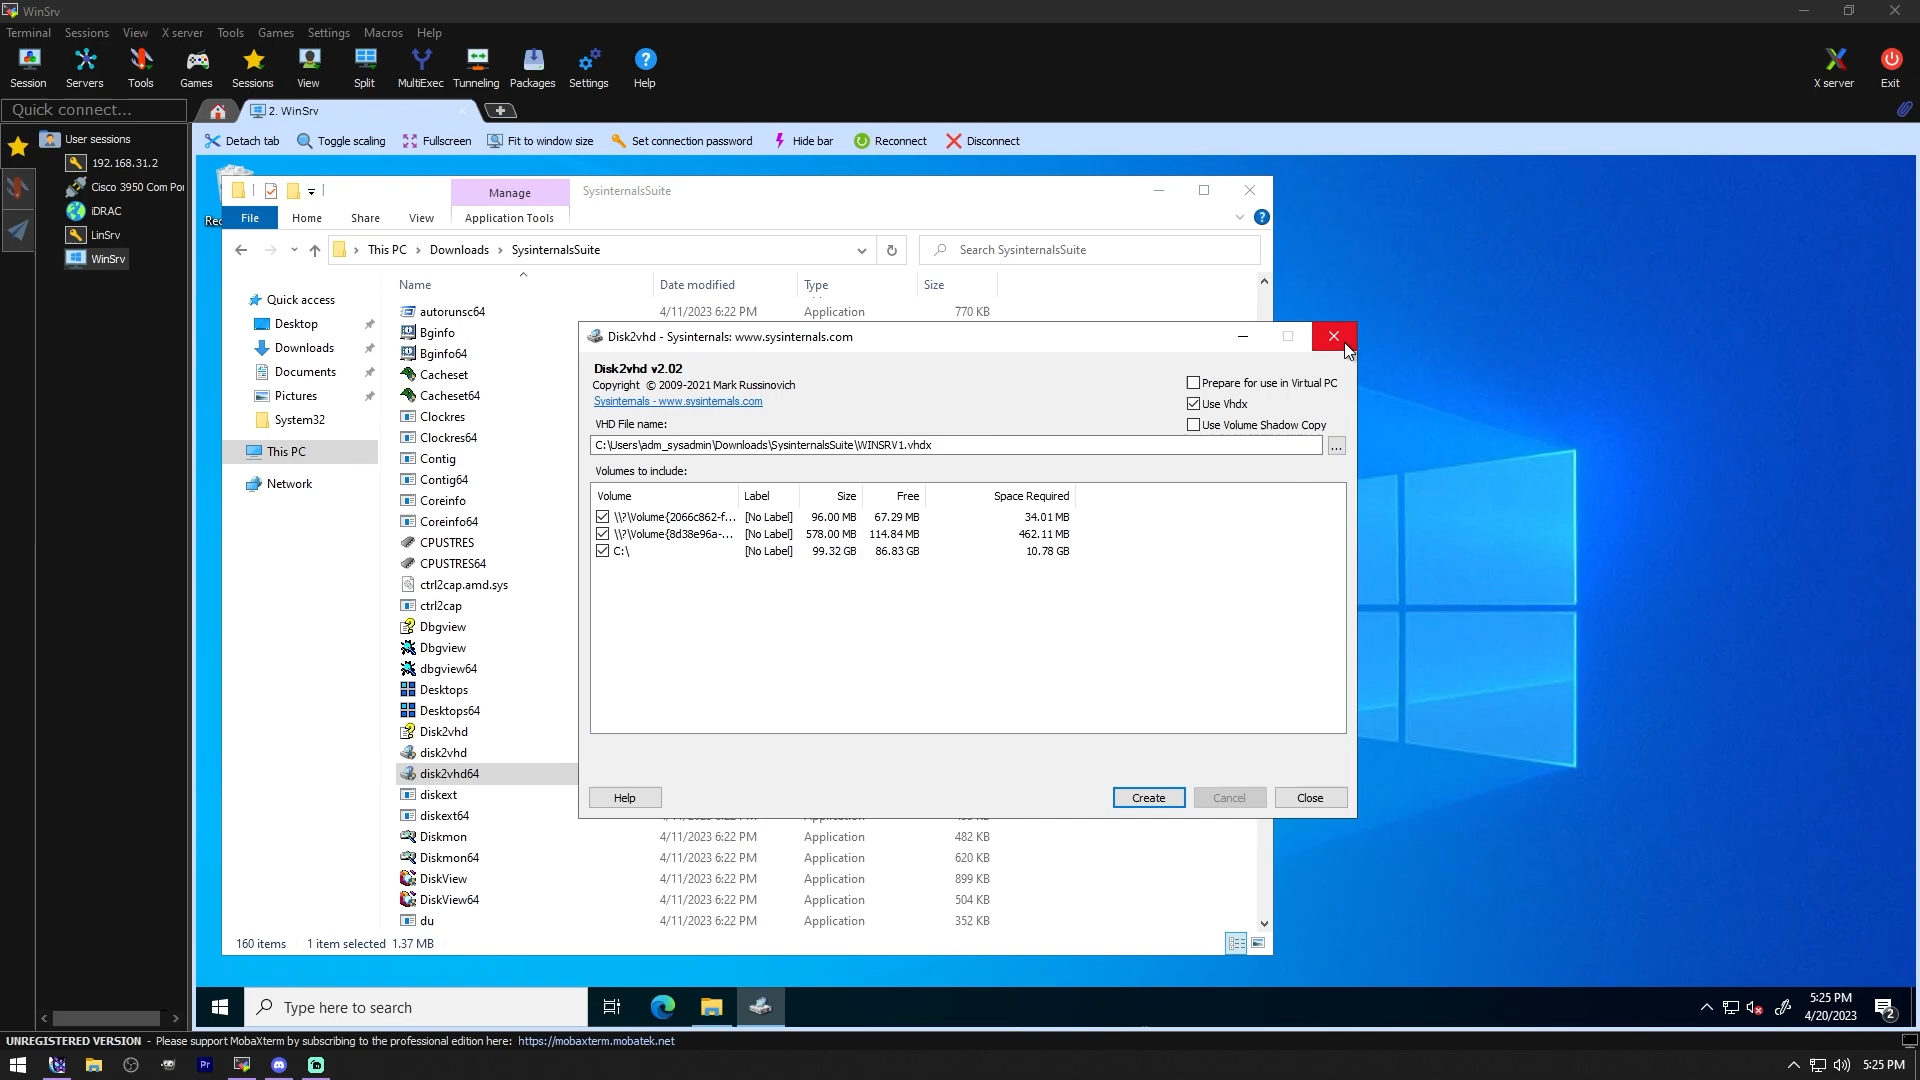 WinSrv
Terminal Sessions View X server Tools Games Settings Macros Help
Session Servers Tools Games Sessions View Split MultiExec Tunneling Packages Settings Help X server Exit
Quick connect... 2. WinSrv
Detach tab Toggle scaling Fullscreen Fit to window size Set connection password Hide bar Reconnect Disconnect
User sessions
192.168.31.2
Cisco 3950 Com Por
iDRAC
LinSrv
WinSrv
Rec
Manage SysinternalsSuite
File Home Share View Application Tools
This PC > Downloads > SysinternalsSuite Search SysinternalsSuite
Quick access
Desktop
Downloads
Documents
Pictures
System32
This PC
Network
Name Date modified Type Size
autorunsc64 4/11/2023 6:22 PM Application 770 KB
Bginfo
Bginfo64
Cacheset
Cacheset64
Clockres
Clockres64
Contig
Contig64
Coreinfo
Coreinfo64
CPUSTRES
CPUSTRES64
ctrl2cap.amd.sys
ctrl2cap
Dbgview
Dbgview
dbgview64
Desktops
Desktops64
Disk2vhd
disk2vhd
disk2vhd64
diskext
diskext64
Diskmon 4/11/2023 6:22 PM Application 482 KB
Diskmon64 4/11/2023 6:22 PM Application 620 KB
DiskView 4/11/2023 6:22 PM Application 899 KB
DiskView64 4/11/2023 6:22 PM Application 504 KB
du 4/11/2023 6:22 PM Application 352 KB
160 items 1 item selected 1.37 MB
Disk2vhd - Sysinternals: www.sysinternals.com
Disk2vhd v2.02
Copyright © 2009-2021 Mark Russinovich
Sysinternals - www.sysinternals.com
Prepare for use in Virtual PC
Use Vhdx
Use Volume Shadow Copy
VHD File name:
C:\Users\adm_sysadmin\Downloads\SysinternalsSuite\WINSRV1.vhdx ...
Volumes to include:
Volume Label Size Free Space Required
\\?\Volume{2066c862-f... [No Label] 96.00 MB 67.29 MB 34.01 MB
\\?\Volume{8d38e96a-... [No Label] 578.00 MB 114.84 MB 462.11 MB
C:\ [No Label] 99.32 GB 86.83 GB 10.78 GB
Help Create Cancel Close
Type here to search
5:25 PM
4/20/2023
2
UNREGISTERED VERSION - Please support MobaXterm by subscribing to the professional edition here: https://mobaxterm.mobatek.net
Pr
5:25 PM